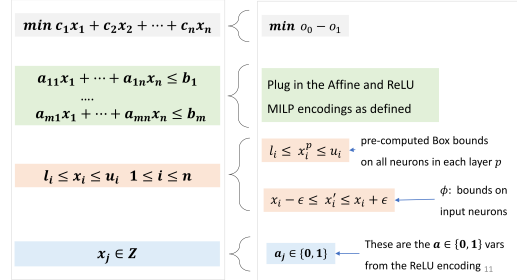 min c₁x₁ + c₂x₂ + ⋯ + cₙxₙ
min o₀ − o₁
a₁₁x₁ + ⋯ + a₁ₙxₙ ≤ b₁
....
aₘ₁x₁ + ⋯ + aₘₙxₙ ≤ bₘ
Plug in the Affine and ReLU
MILP encodings as defined
lᵢ ≤ xᵢ ≤ uᵢ 1 ≤ i ≤ n
lᵢ ≤ xᵢᵖ ≤ uᵢ
pre-computed Box bounds
on all neurons in each layer p
xᵢ − ϵ ≤ xᵢ′ ≤ xᵢ + ϵ
ϕ: bounds on
input neurons
xⱼ ∈ Z
aⱼ ∈ {0,1}
These are the a ∈ {0,1} vars
from the ReLU encoding
11